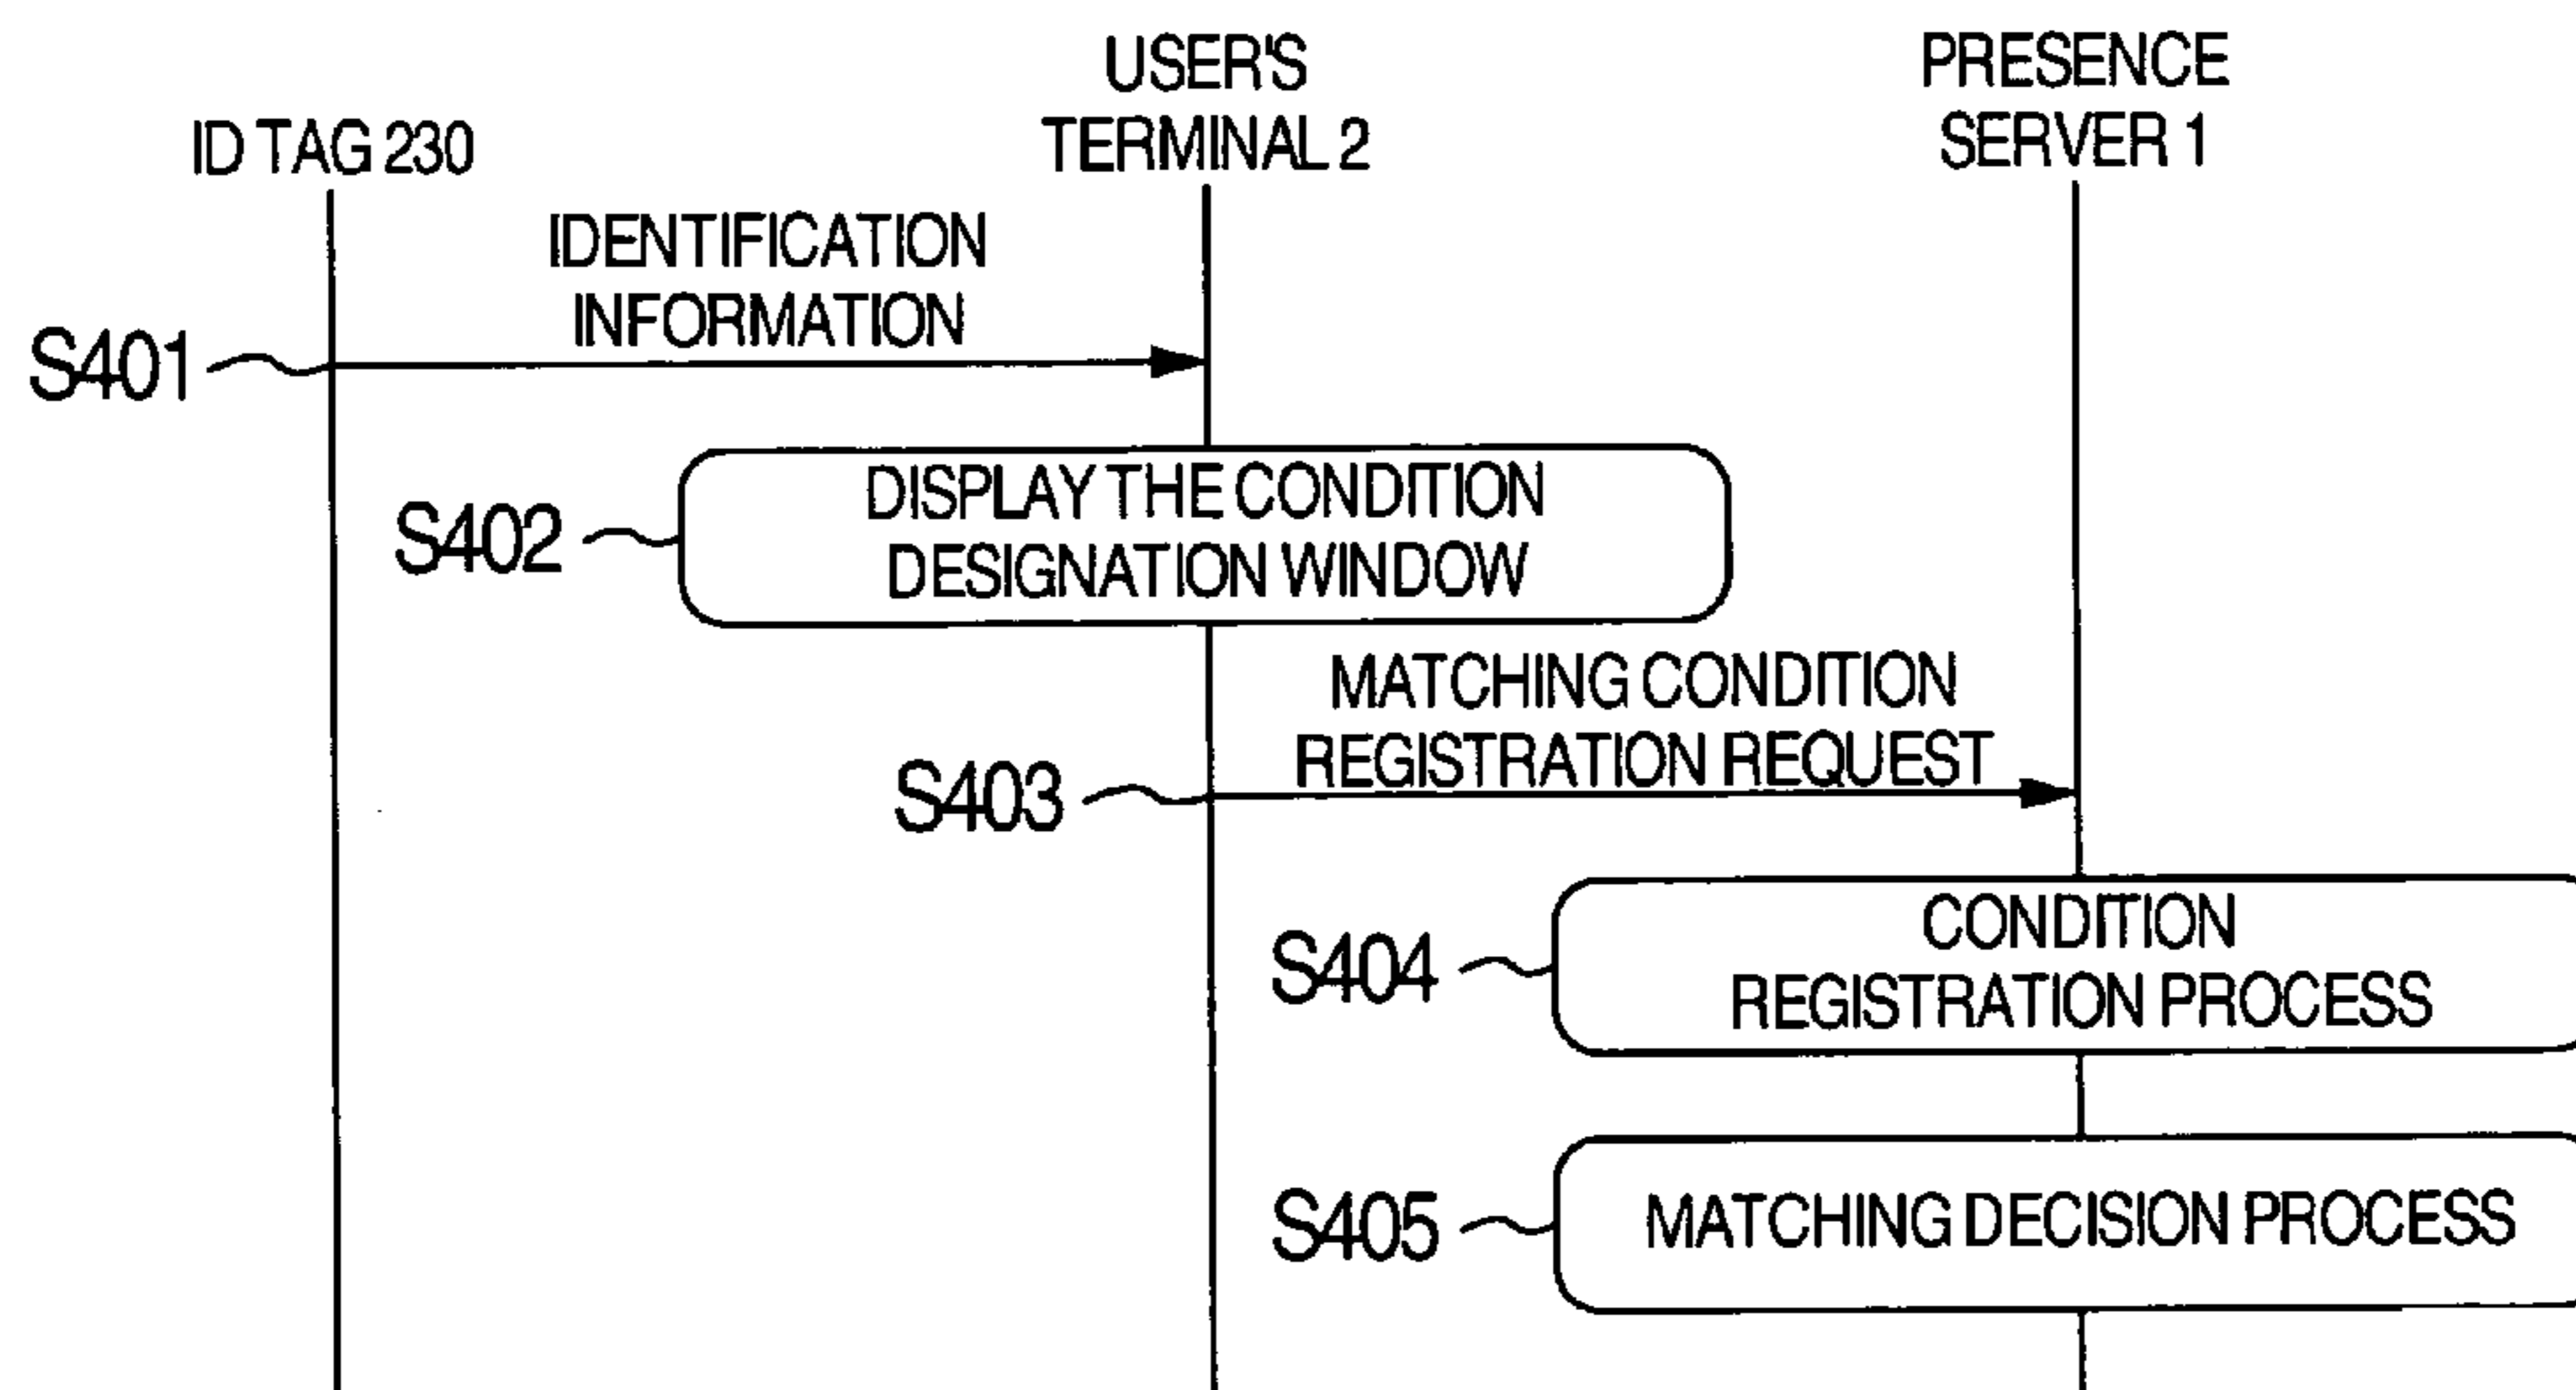 ID TAG 230
USER'S
TERMINAL 2
PRESENCE
SERVER 1
IDENTIFICATION
INFORMATION
S401
S402
DISPLAY THE CONDITION
DESIGNATION WINDOW
MATCHING CONDITION
REGISTRATION REQUEST
S403
S404
CONDITION
REGISTRATION PROCESS
S405
MATCHING DECISION PROCESS